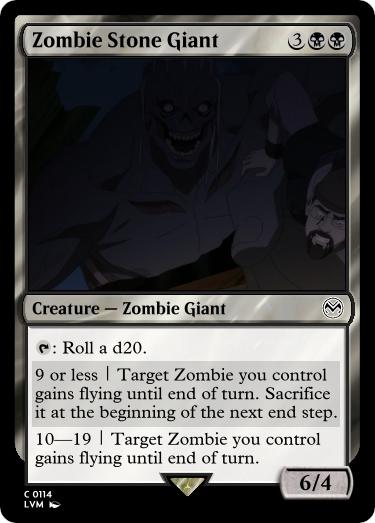 Zombie Stone Giant 3
Creature — Zombie Giant
: Roll a d20.
9 or less | Target Zombie you control
gains flying until end of turn. Sacrifice
it at the beginning of the next end step.
10—19 | Target Zombie you control
gains flying until end of turn.
6/4
C 0114
LVM